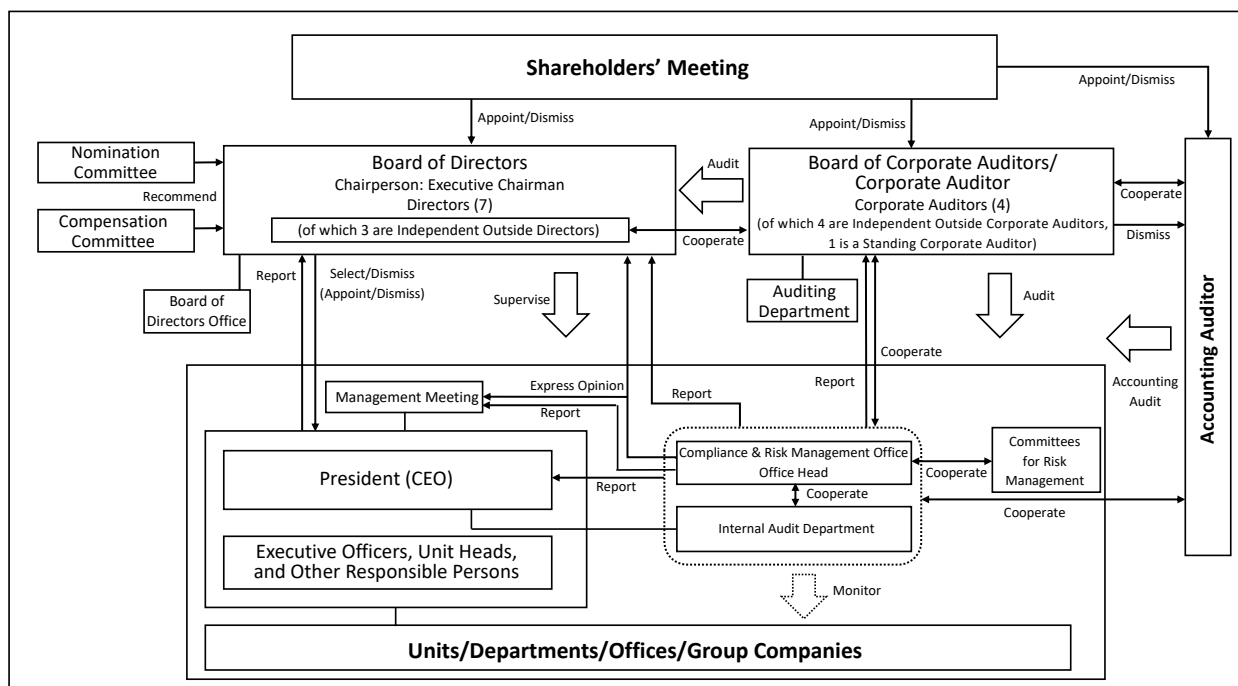 Shareholders’ Meeting
Appoint/Dismiss
Appoint/Dismiss
Appoint/Dismiss
Nomination
Committee
Recommend
Compensation
Committee
Board of Directors
Chairperson: Executive Chairman
Directors (7)
(of which 3 are Independent Outside Directors)
Audit
Cooperate
Board of Corporate Auditors/
Corporate Auditor
Corporate Auditors (4)
(of which 4 are Independent Outside Corporate Auditors,
1 is a Standing Corporate Auditor)
Cooperate
Dismiss
Accounting Auditor
Board of
Directors Office
Report
Select/Dismiss
(Appoint/Dismiss)
Supervise
Auditing
Department
Audit
Cooperate
Report
Accounting
Audit
Management Meeting
Express Opinion
Report
Report
President (CEO)
Report
Compliance & Risk Management Office
Office Head
Cooperate
Internal Audit Department
Cooperate
Committees
for Risk
Management
Cooperate
Executive Officers, Unit Heads,
and Other Responsible Persons
Monitor
Units/Departments/Offices/Group Companies